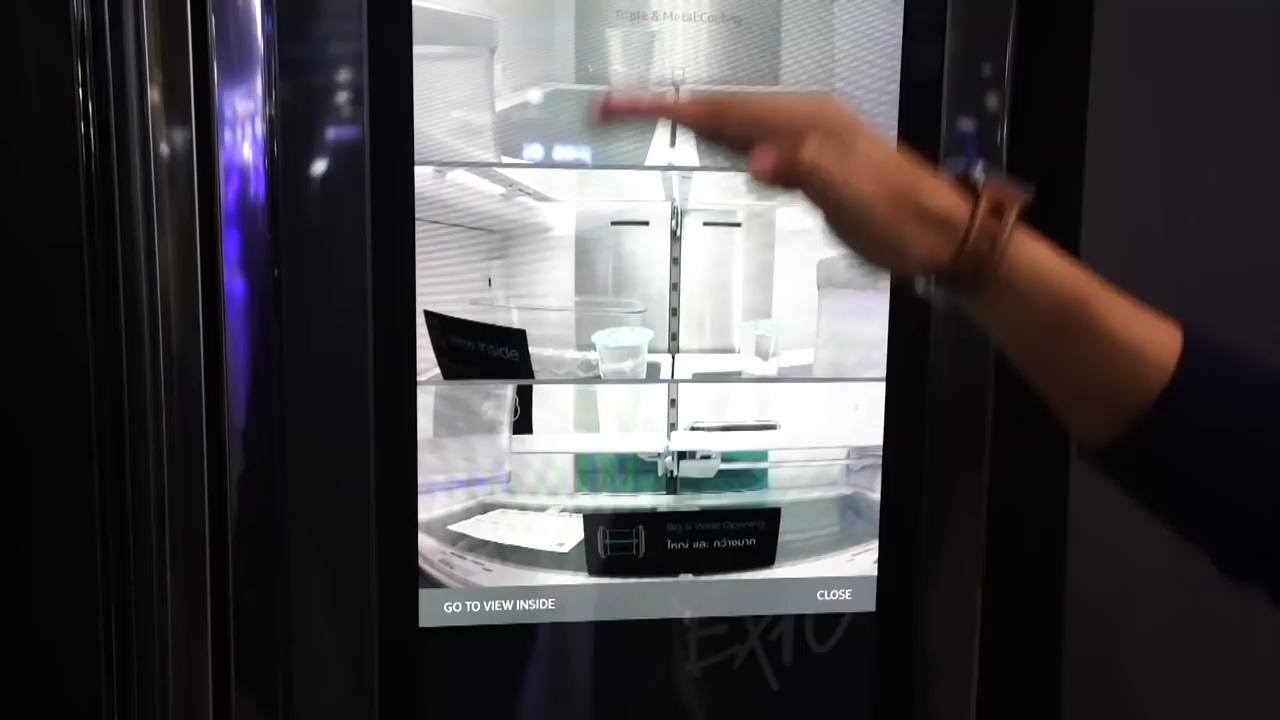 Triple & Metal Cooling
View Inside
Big & Wide Opening
ใหญ่ และ กว้างมาก
GO TO VIEW INSIDE
CLOSE